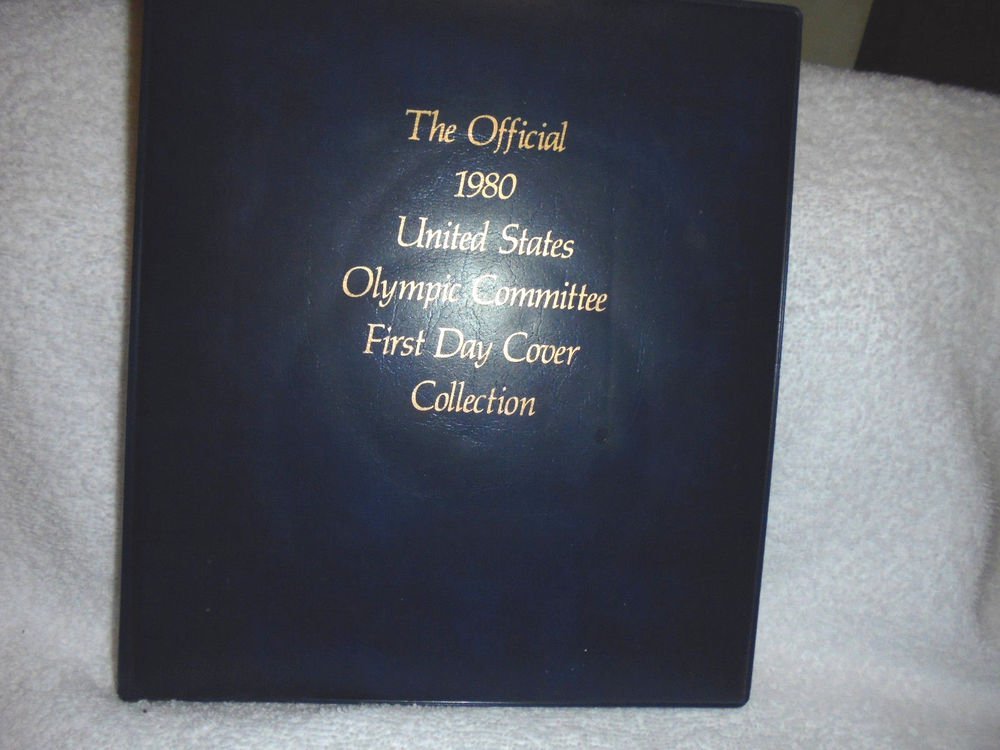 The Official
1980
United States
Olympic Committee
First Day Cover
Collection